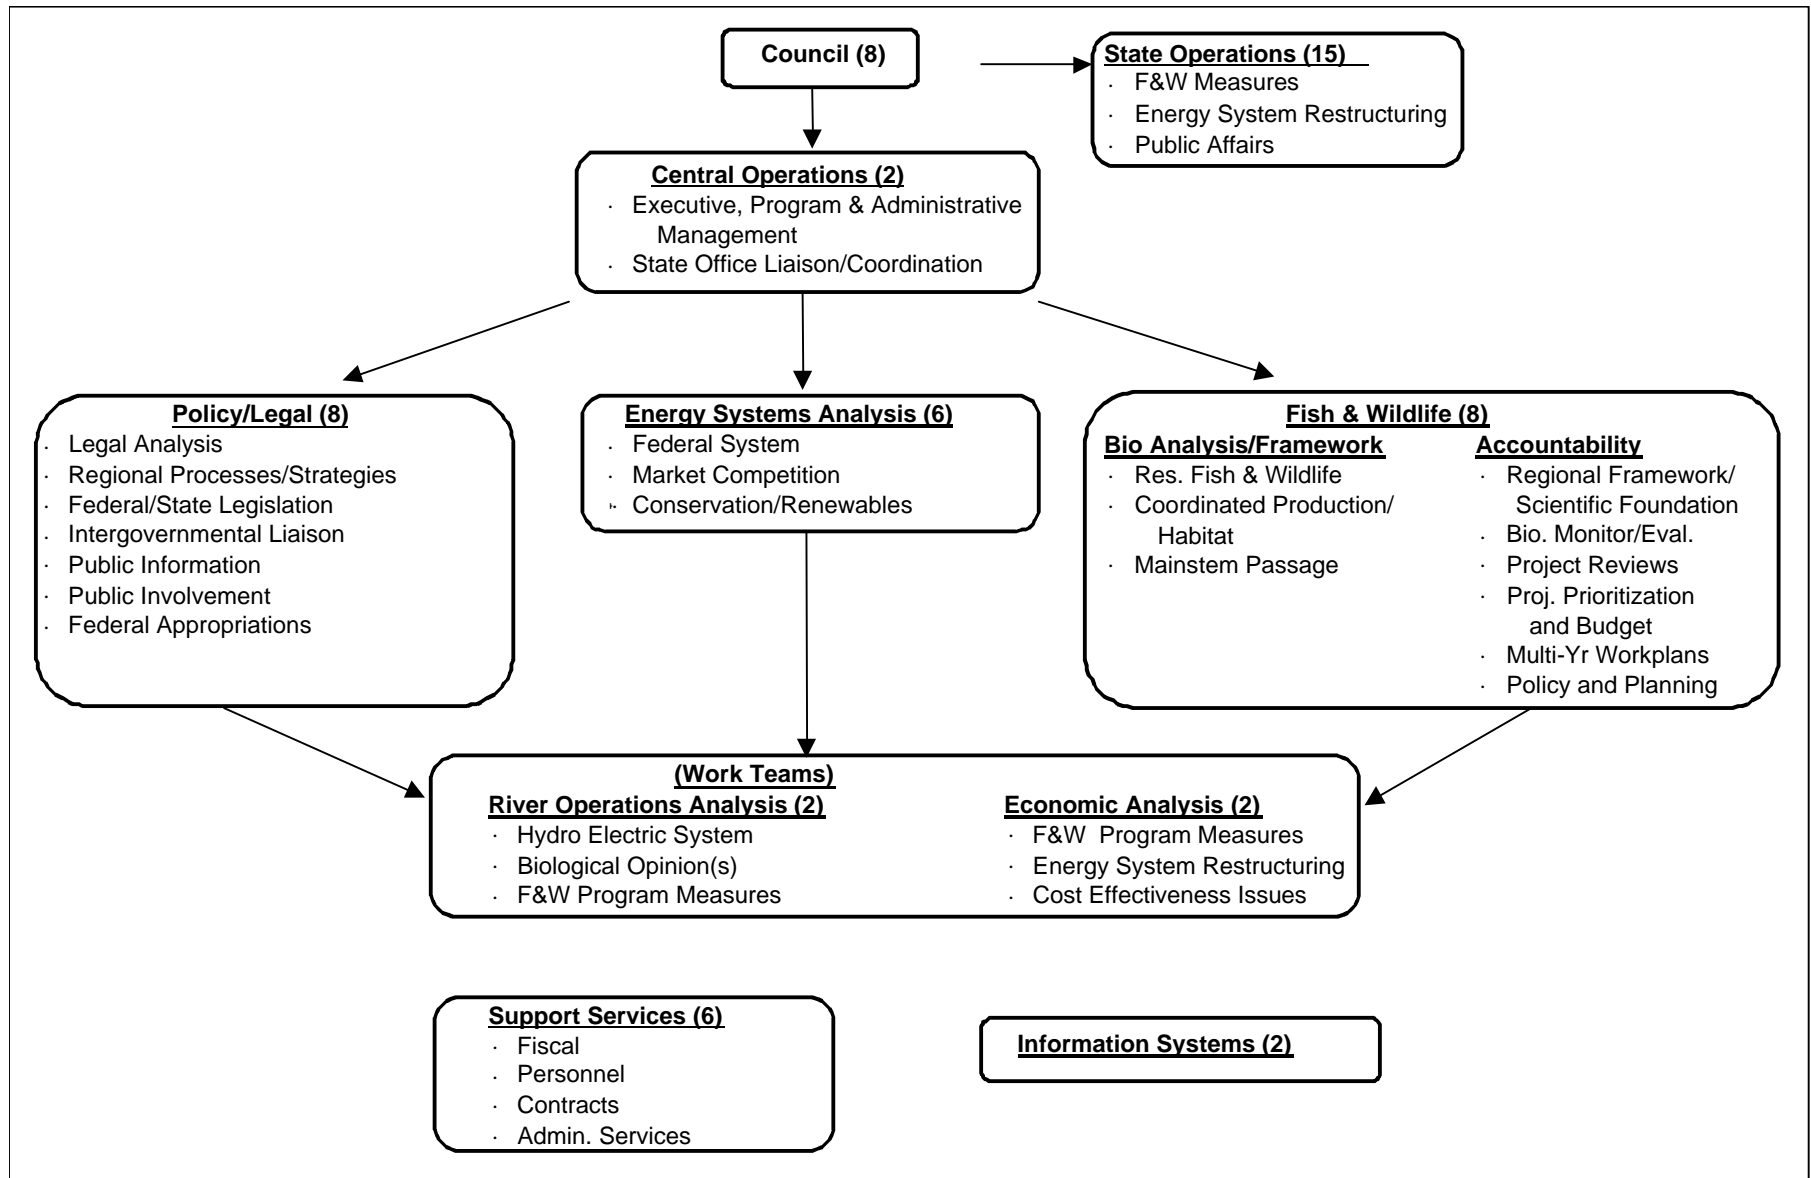 Council (8)
State Operations (15)
· F&W Measures
· Energy System Restructuring
· Public Affairs
Central Operations (2)
· Executive, Program & Administrative
Management
· State Office Liaison/Coordination
Policy/Legal (8)
· Legal Analysis
· Regional Processes/Strategies
· Federal/State Legislation
· Intergovernmental Liaison
· Public Information
· Public Involvement
· Federal Appropriations
Energy Systems Analysis (6)
· Federal System
· Market Competition
· Conservation/Renewables
Fish & Wildlife (8)
Bio Analysis/Framework
· Res. Fish & Wildlife
· Coordinated Production/
Habitat
· Mainstem Passage
Accountability
· Regional Framework/
Scientific Foundation
· Bio. Monitor/Eval.
· Project Reviews
· Proj. Prioritization
and Budget
· Multi-Yr Workplans
· Policy and Planning
(Work Teams)
River Operations Analysis (2)
· Hydro Electric System
· Biological Opinion(s)
· F&W Program Measures
Economic Analysis (2)
· F&W Program Measures
· Energy System Restructuring
· Cost Effectiveness Issues
Support Services (6)
· Fiscal
· Personnel
· Contracts
· Admin. Services
Information Systems (2)